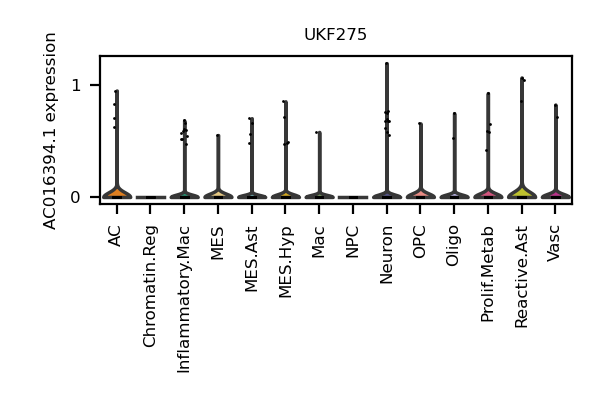 UKF275
AC016394.1 expression
1
0
AC
Chromatin.Reg
Inflammatory.Mac
MES
MES.Ast
MES.Hyp
Mac
NPC
Neuron
OPC
Oligo
Prolif.Metab
Reactive.Ast
Vasc